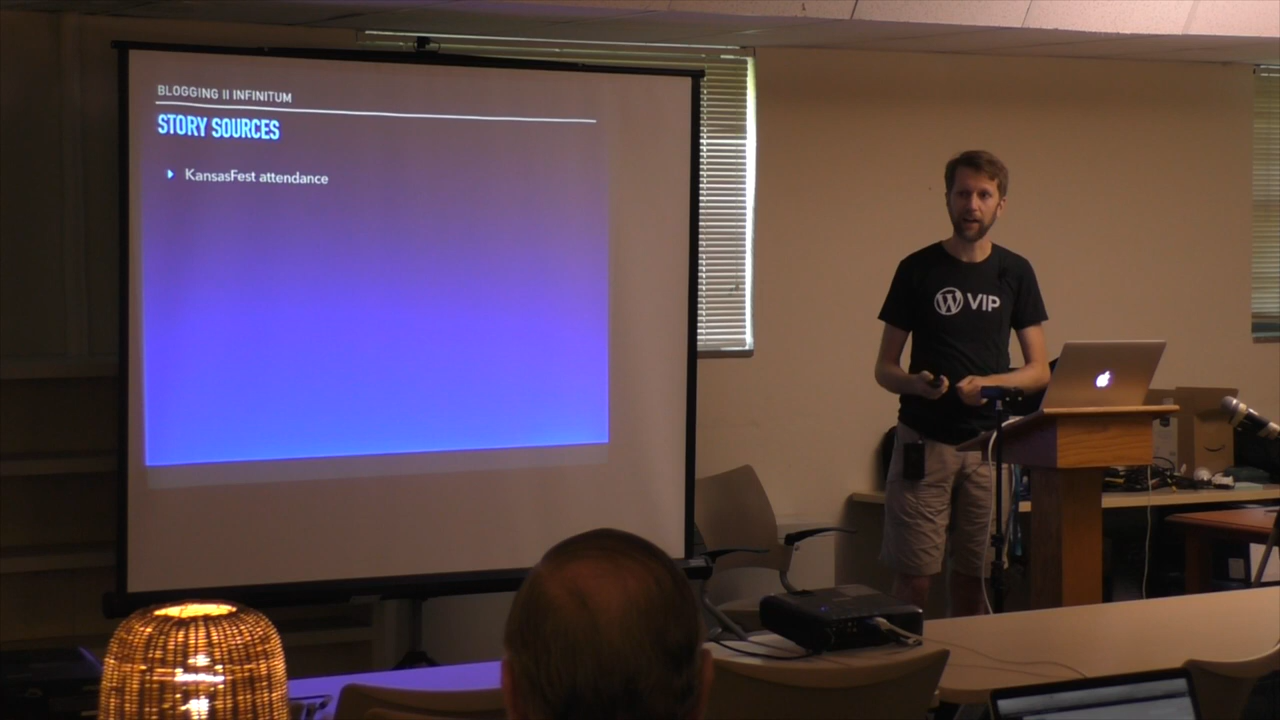 BLOGGING II INFINITUM
STORY SOURCES
KansasFest attendance
VIP